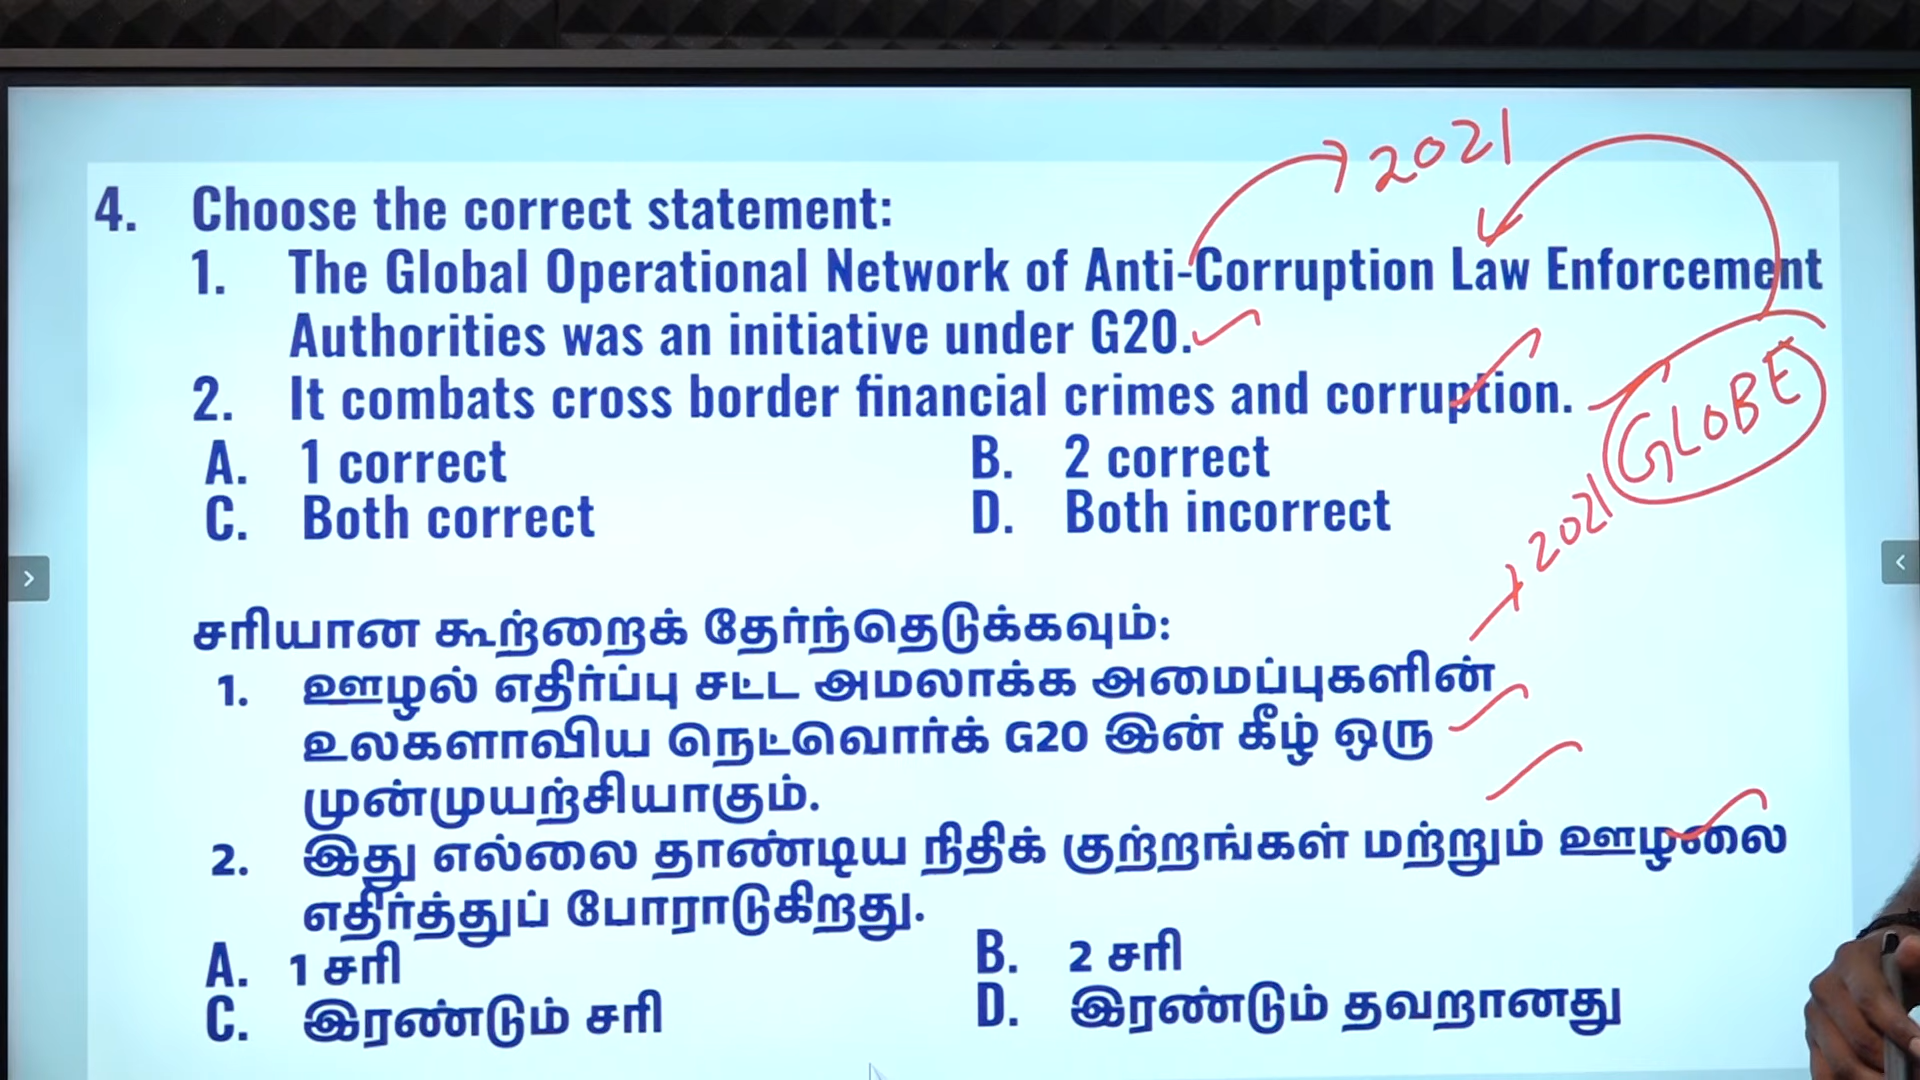 2021
4. Choose the correct statement:
1. The Global Operational Network of Anti-Corruption Law Enforcement
Authorities was an initiative under G20.
2. It combats cross border financial crimes and corruption.
GLOBE
A. 1 correct B. 2 correct
C. Both correct D. Both incorrect
2021
சரியான கூற்றைக் தேர்ந்தெடுக்கவும்:
1. ஊழல் எதிர்ப்பு சட்ட அமலாக்க அமைப்புகளின்
உலகளாவிய நெட்வொர்க் G20 இன் கீழ் ஒரு
முன்முயற்சியாகும்.
2. இது எல்லை தாண்டிய நிதிக் குற்றங்கள் மற்றும் ஊழலை
எதிர்த்துப் போராடுகிறது.
A. 1 சரி B. 2 சரி
C. இரண்டும் சரி D. இரண்டும் தவறானது